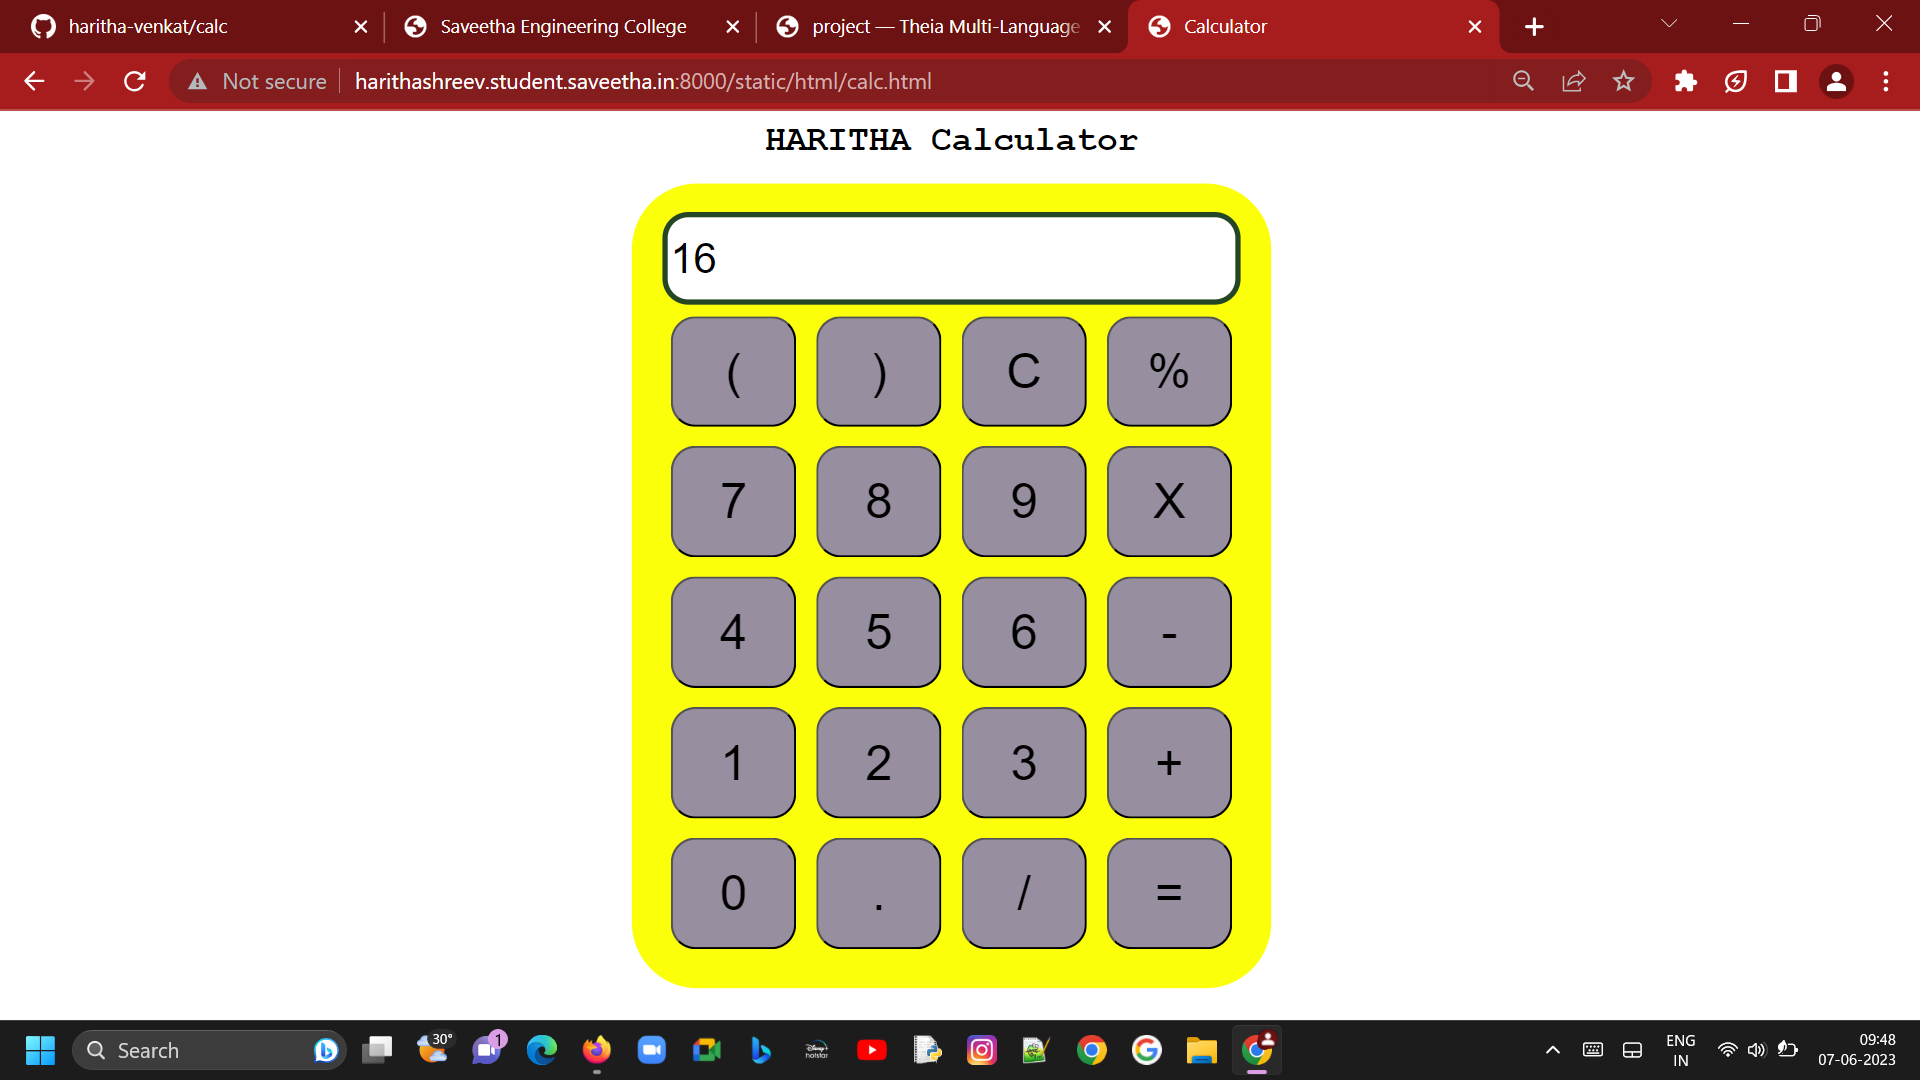 haritha-venkat/calc
Saveetha Engineering College
project — Theia Multi-Language
Calculator
Not secure
harithashreev.student.saveetha.in:8000/static/html/calc.html
HARITHA Calculator
16
( ) C %
7 8 9 X
4 5 6 -
1 2 3 +
0 . / =
Search
30°
1
Disney+
hotstar
ENG
IN
09:48
07-06-2023